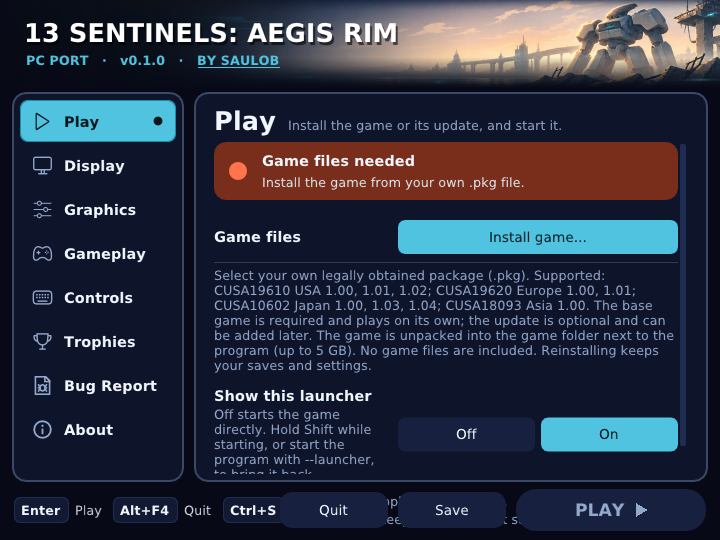 13 SENTINELS: AEGIS RIM
PC PORT · v0.1.0 · BY SAULOB
Play
Display
Graphics
Gameplay
Controls
Trophies
Bug Report
About
Play Install the game or its update, and start it.
Game files needed
Install the game from your own .pkg file.
Game files
Install game...
Select your own legally obtained package (.pkg). Supported:
CUSA19610 USA 1.00, 1.01, 1.02; CUSA19620 Europe 1.00, 1.01;
CUSA10602 Japan 1.00, 1.03, 1.04; CUSA18093 Asia 1.00. The base
game is required and plays on its own; the update is optional and can
be added later. The game is unpacked into the game folder next to the
program (up to 5 GB). No game files are included. Reinstalling keeps
your saves and settings.
Show this launcher
Off starts the game
directly. Hold Shift while
starting, or start the
program with --launcher,
to bring it back
Off
On
Enter Play Alt+F4 Quit Ctrl+S
Quit
Save
PLAY